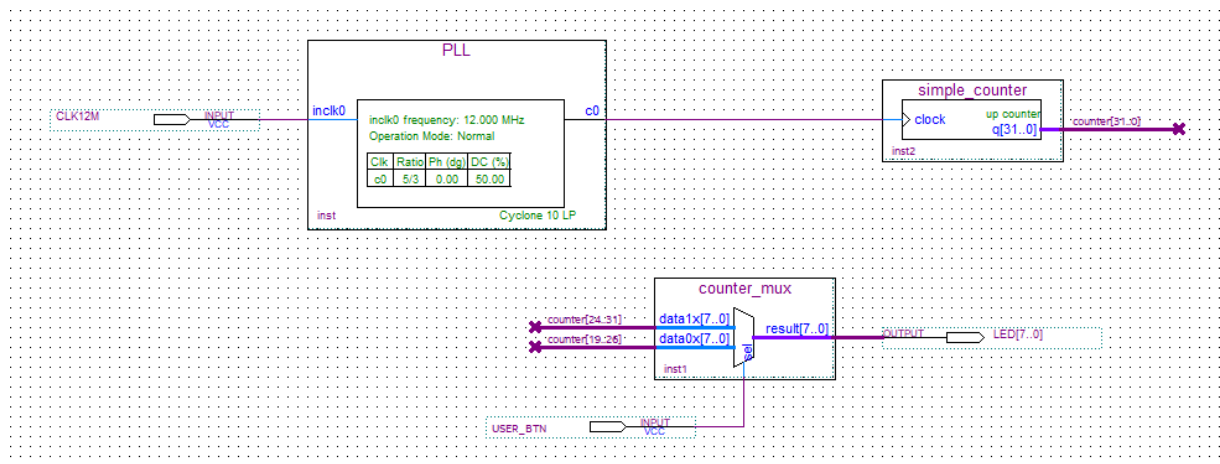 PLL
inclk0
c0
inclk0 frequency: 12.000 MHz
Operation Mode: Normal
Clk Ratio Ph (dg) DC (%)
c0 5/3 0.00 50.00
inst
Cyclone 10 LP
CLK12M
INPUT
VCC
simple_counter
up counter
clock
q[31..0]
counter[31..0]
inst2
counter_mux
counter[24..31]
data1x[7..0]
counter[19..26]
data0x[7..0]
result[7..0]
sel
inst1
OUTPUT
LED[7..0]
USER_BTN
INPUT
VCC